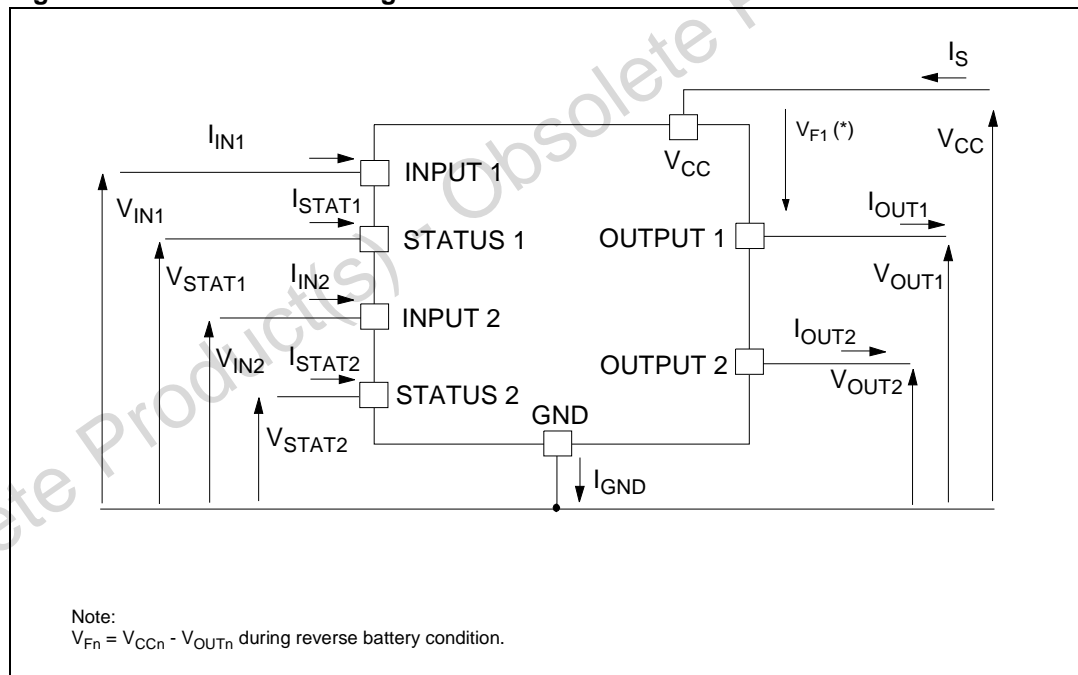 I_S
V_F1 (*)
V_CC
I_IN1
V_CC
INPUT 1
V_IN1
I_STAT1
I_OUT1
STATUS 1
OUTPUT 1
V_STAT1
I_IN2
V_OUT1
INPUT 2
I_OUT2
V_IN2
I_STAT2
OUTPUT 2
V_OUT2
STATUS 2
GND
V_STAT2
I_GND
Note:
V_Fn = V_CCn - V_OUTn during reverse battery condition.
Product(s) - Obsolete